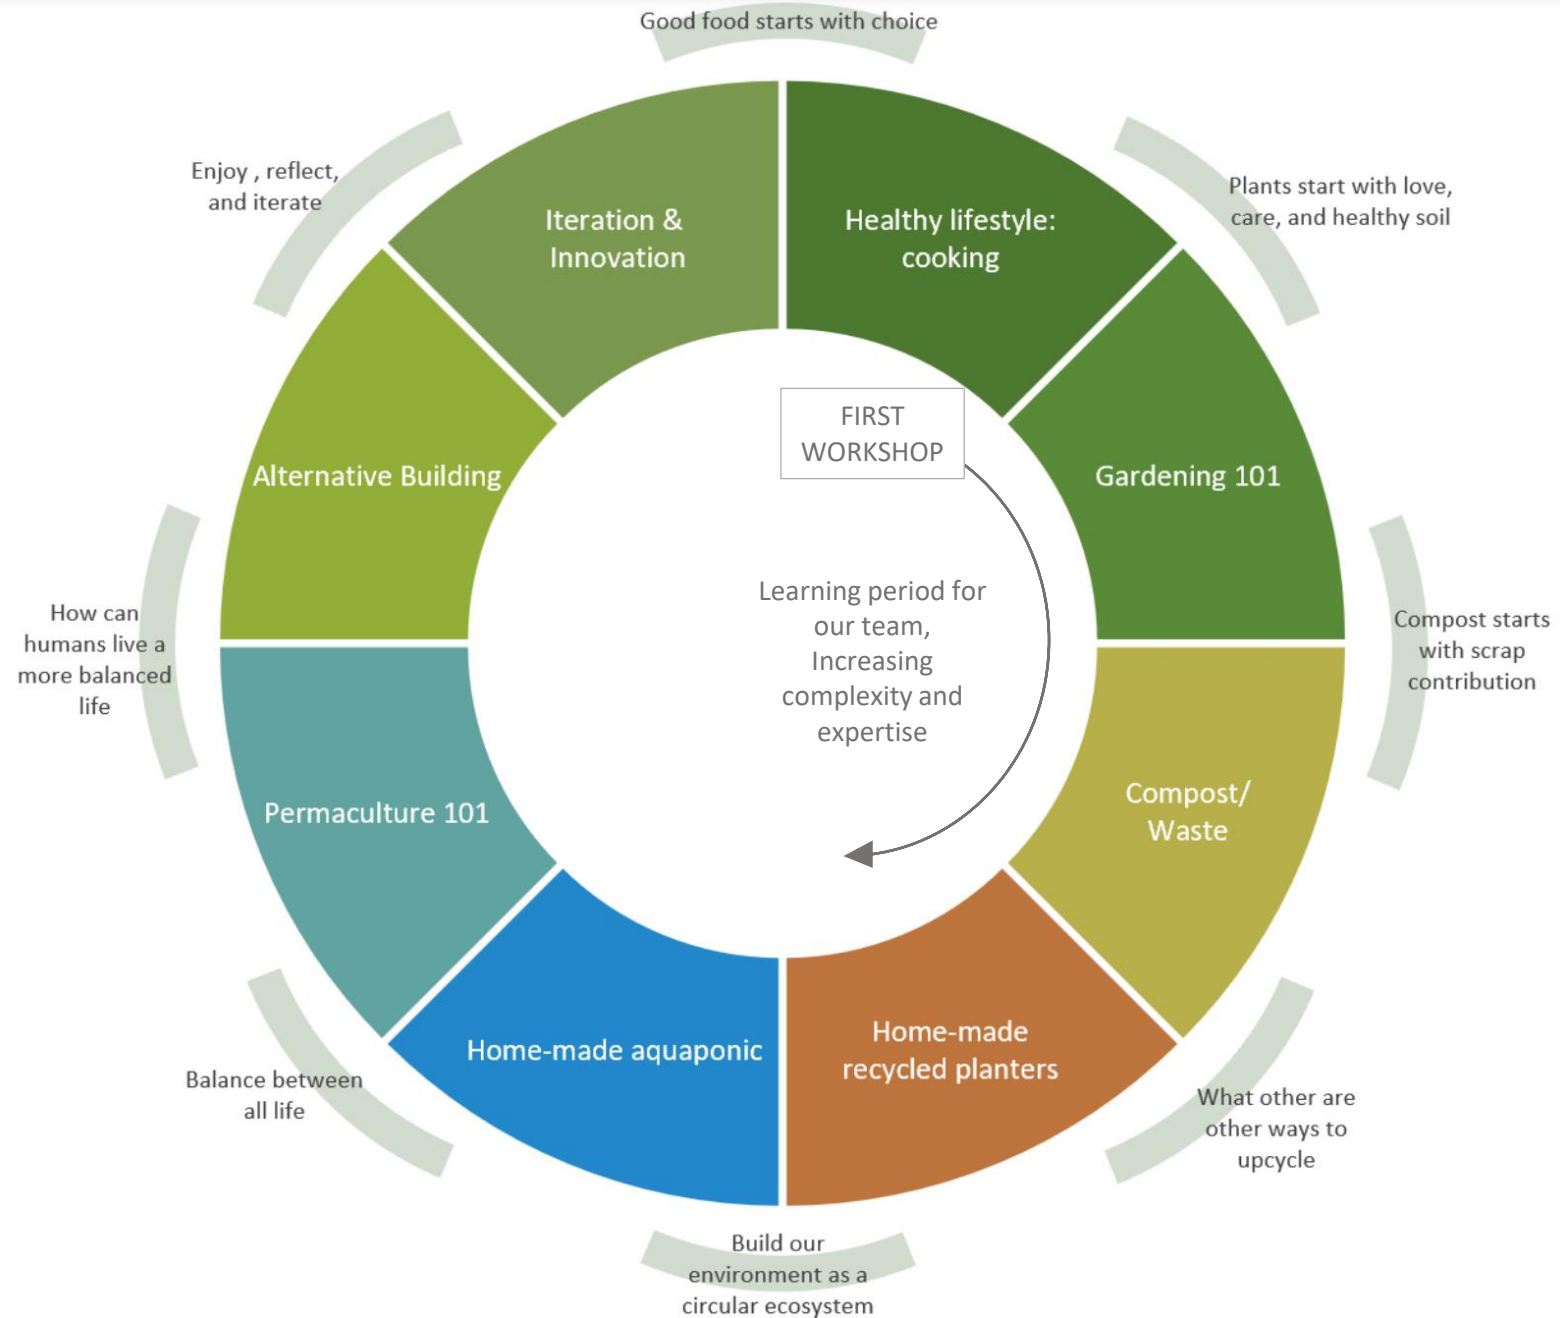 Good food starts with choice
Plants start with love,
care, and healthy soil
Compost starts
with scrap
contribution
What other are
other ways to
upcycle
Build our
environment as a
circular ecosystem
Balance between
all life
How can
humans live a
more balanced
life
Enjoy , reflect,
and iterate
Healthy lifestyle:
cooking
Gardening 101
Compost/
Waste
Home-made
recycled planters
Home-made aquaponic
Permaculture 101
Alternative Building
Iteration &
Innovation
FIRST
WORKSHOP
Learning period for
our team,
Increasing
complexity and
expertise